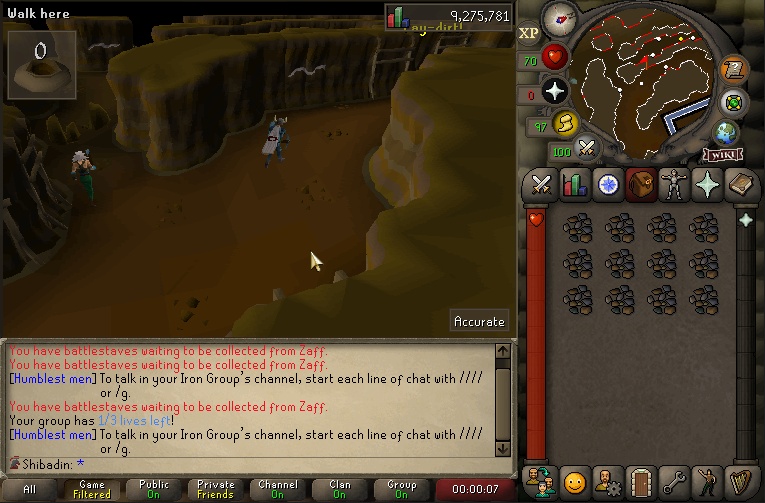 Walk here
9,275,781
ay-dirt!
0
XP
70
0
97
100
WIKI
Accurate
You have battlestaves waiting to be collected from Zaff.
You have battlestaves waiting to be collected from Zaff.
[Humblest men] To talk in your Iron Group's channel, start each line of chat with ////
or /g.
You have battlestaves waiting to be collected from Zaff.
Your group has 1/3 lives left!
[Humblest men] To talk in your Iron Group's channel, start each line of chat with ////
or /g.
Shibadin: *
All
Game
Filtered
Public
On
Private
Friends
Channel
On
Clan
On
Group
On
00:00:07